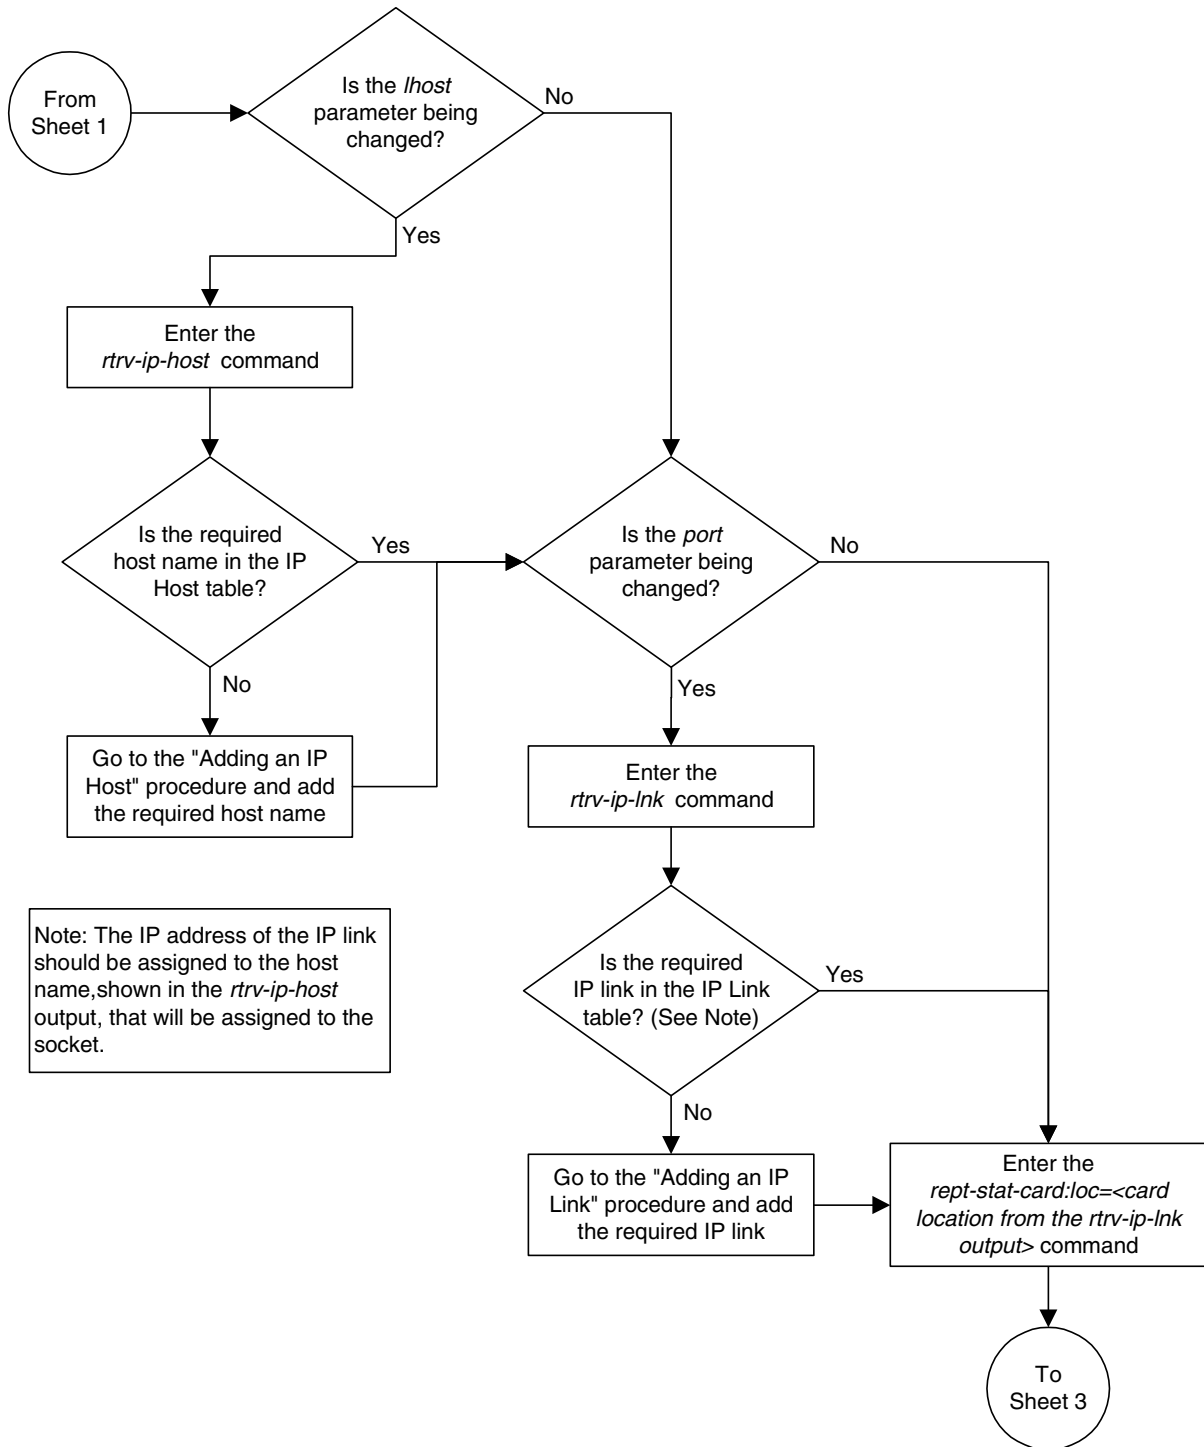 From
Sheet 1
Is the lhost
parameter being
changed?
No
Yes
Enter the
rtrv-ip-host command
Is the required
host name in the IP
Host table?
Yes
No
Go to the "Adding an IP
Host" procedure and add
the required host name
Is the port
parameter being
changed?
No
Yes
Enter the
rtrv-ip-lnk command
Note: The IP address of the IP link
should be assigned to the host
name,shown in the rtrv-ip-host
output, that will be assigned to the
socket.
Is the required
IP link in the IP Link
table? (See Note)
Yes
No
Go to the "Adding an IP
Link" procedure and add
the required IP link
Enter the
rept-stat-card:loc=<card
location from the rtrv-ip-lnk
output> command
To
Sheet 3